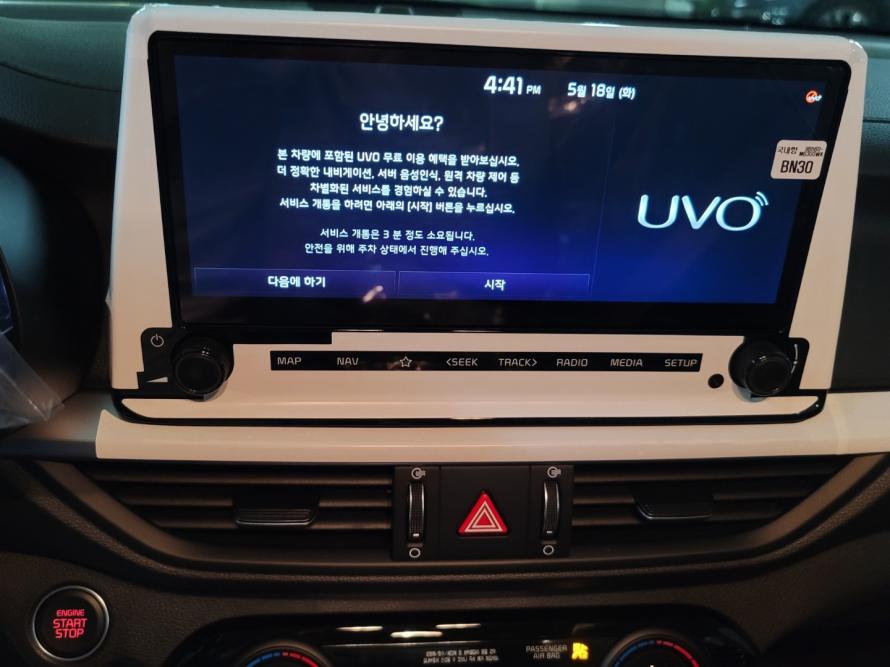 4:41 PM 5월 18일 (화)
안녕하세요?
본 차량에 포함된 UVO 무료 이용 혜택을 받아보십시오.
더 정확한 내비게이션, 서버 음성인식, 원격 차량 제어 등
차별화된 서비스를 경험하실 수 있습니다.
서비스 개통을 하려면 아래의 [시작] 버튼을 누르십시오.
서비스 개통은 3 분 정도 소요됩니다.
안전을 위해 주차 상태에서 진행해 주십시오.
다음에 하기
시작
UVO
국내향
BN30
MAP NAV <SEEK TRACK> RADIO MEDIA SETUP
ENGINE
START
STOP
PASSENGER
AIR BAG